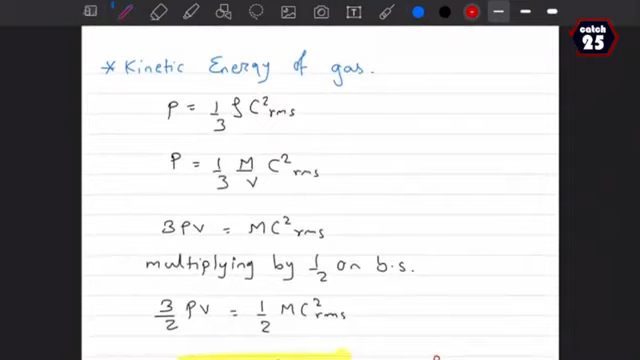 catch
25
* Kinetic Energy of gas.
P = 1/3 ρ C²rms
P = 1/3 M/V C²rms
3PV = MC²rms
multiplying by 1/2 on b.s.
3/2 PV = 1/2 MC²rms